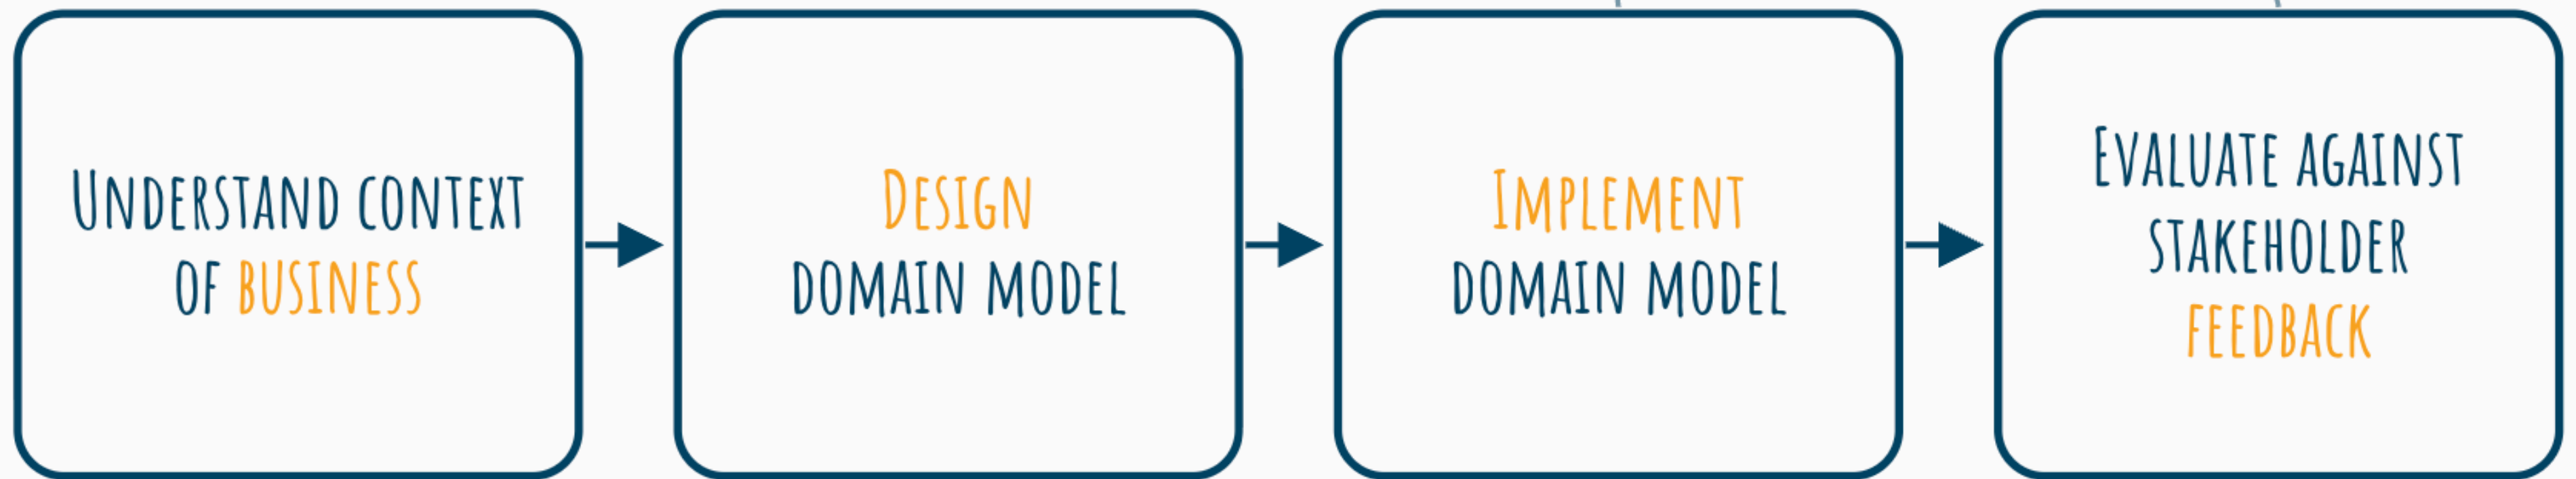 Understand context
of business
Design
domain model
Implement
domain model
Evaluate against
stakeholder
feedback